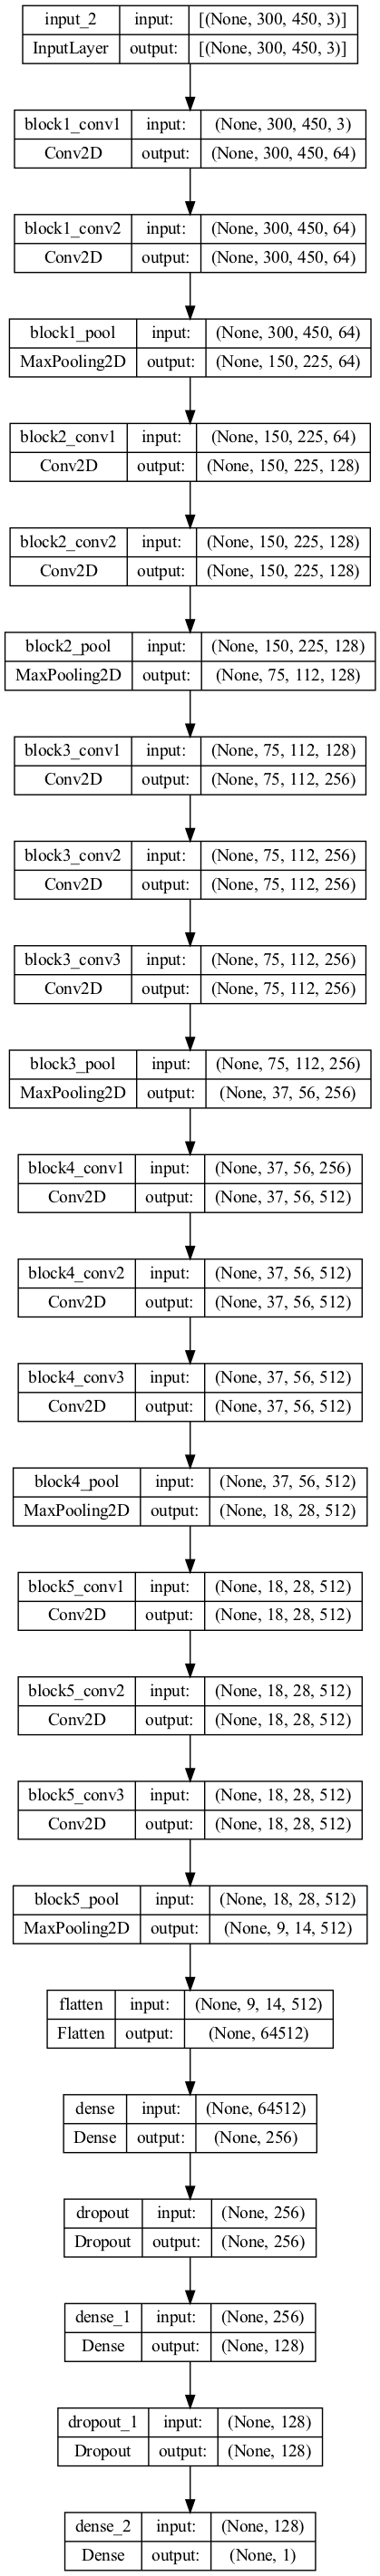 input_2 input: [(None, 300, 450, 3)]
InputLayer output: [(None, 300, 450, 3)]
block1_conv1 input: (None, 300, 450, 3)
Conv2D output: (None, 300, 450, 64)
block1_conv2 input: (None, 300, 450, 64)
Conv2D output: (None, 300, 450, 64)
block1_pool input: (None, 300, 450, 64)
MaxPooling2D output: (None, 150, 225, 64)
block2_conv1 input: (None, 150, 225, 64)
Conv2D output: (None, 150, 225, 128)
block2_conv2 input: (None, 150, 225, 128)
Conv2D output: (None, 150, 225, 128)
block2_pool input: (None, 150, 225, 128)
MaxPooling2D output: (None, 75, 112, 128)
block3_conv1 input: (None, 75, 112, 128)
Conv2D output: (None, 75, 112, 256)
block3_conv2 input: (None, 75, 112, 256)
Conv2D output: (None, 75, 112, 256)
block3_conv3 input: (None, 75, 112, 256)
Conv2D output: (None, 75, 112, 256)
block3_pool input: (None, 75, 112, 256)
MaxPooling2D output: (None, 37, 56, 256)
block4_conv1 input: (None, 37, 56, 256)
Conv2D output: (None, 37, 56, 512)
block4_conv2 input: (None, 37, 56, 512)
Conv2D output: (None, 37, 56, 512)
block4_conv3 input: (None, 37, 56, 512)
Conv2D output: (None, 37, 56, 512)
block4_pool input: (None, 37, 56, 512)
MaxPooling2D output: (None, 18, 28, 512)
block5_conv1 input: (None, 18, 28, 512)
Conv2D output: (None, 18, 28, 512)
block5_conv2 input: (None, 18, 28, 512)
Conv2D output: (None, 18, 28, 512)
block5_conv3 input: (None, 18, 28, 512)
Conv2D output: (None, 18, 28, 512)
block5_pool input: (None, 18, 28, 512)
MaxPooling2D output: (None, 9, 14, 512)
flatten input: (None, 9, 14, 512)
Flatten output: (None, 64512)
dense input: (None, 64512)
Dense output: (None, 256)
dropout input: (None, 256)
Dropout output: (None, 256)
dense_1 input: (None, 256)
Dense output: (None, 128)
dropout_1 input: (None, 128)
Dropout output: (None, 128)
dense_2 input: (None, 128)
Dense output: (None, 1)